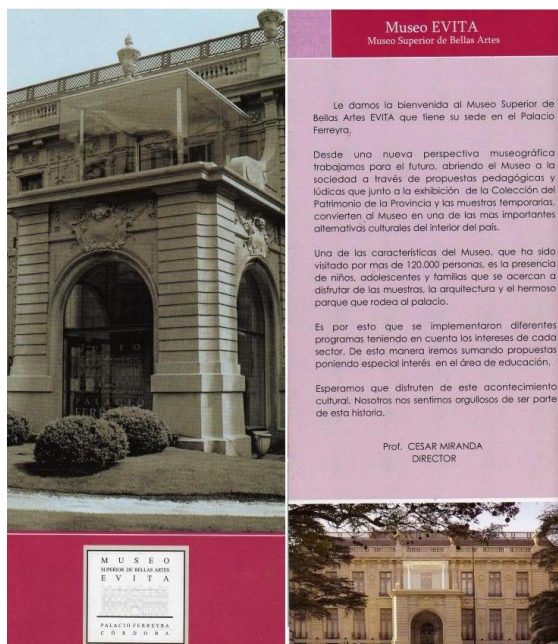 MUSEO
PALACIO
FERREYRA
MUSEO
SUPERIOR DE BELLAS ARTES
EVITA
PALACIO FERREYRA
CÓRDOBA
Museo EVITA
Museo Superior de Bellas Artes
Le damos la bienvenida al Museo Superior de
Bellas Artes EVITA que tiene su sede en el Palacio
Ferreyra.
Desde una nueva perspectiva museográfica
trabajamos para el futuro, abriendo el Museo a la
sociedad a través de propuestas pedagógicas y
lúdicas que junto a la exhibición de la Colección del
Patrimonio de la Provincia y las muestras temporarias,
convierten al Museo en una de las mas importantes
alternativas culturales del interior del país.
Una de las características del Museo, que ha sido
visitado por mas de 120.000 personas, es la presencia
de niños, adolescentes y familias que se acercan a
disfrutar de las muestras, la arquitectura y el hermoso
parque que rodea al palacio.
Es por esto que se implementaron diferentes
programas teniendo en cuenta los intereses de cada
sector. De esta manera iremos sumando propuestas
poniendo especial interés en el área de educación.
Esperamos que disfruten de este acontecimiento
cultural. Nosotros nos sentimos orgullosos de ser parte
de esta historia.
Prof. CESAR MIRANDA
DIRECTOR